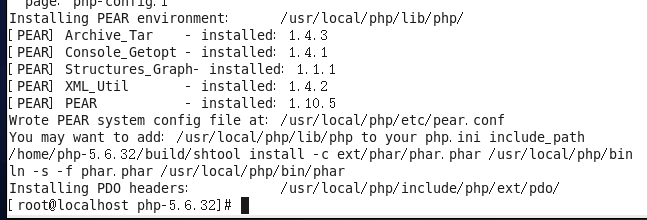 page: php-config.1
Installing PEAR environment:      /usr/local/php/lib/php/
[PEAR] Archive_Tar    - installed: 1.4.3
[PEAR] Console_Getopt - installed: 1.4.1
[PEAR] Structures_Graph- installed: 1.1.1
[PEAR] XML_Util       - installed: 1.4.2
[PEAR] PEAR           - installed: 1.10.5
Wrote PEAR system config file at: /usr/local/php/etc/pear.conf
You may want to add: /usr/local/php/lib/php to your php.ini include_path
/home/php-5.6.32/build/shtool install -c ext/phar/phar.phar /usr/local/php/bin
ln -s -f phar.phar /usr/local/php/bin/phar
Installing PDO headers:           /usr/local/php/include/php/ext/pdo/
[root@localhost php-5.6.32]#